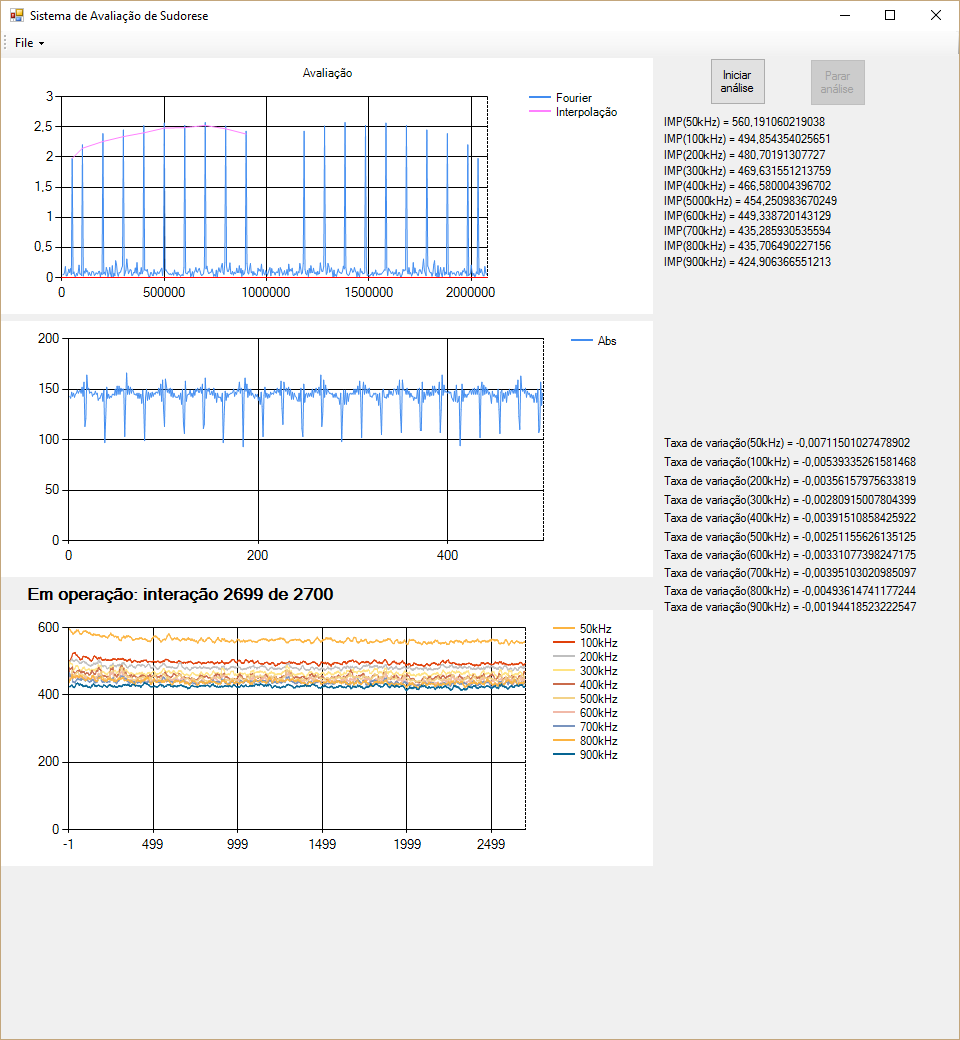 Sistema de Avaliação de Sudorese
File
Avaliação
3
2,5
2
1,5
1
0,5
0
0 500000 1000000 1500000 2000000
Fourier
Interpolação
Iniciar
análise
Parar
análise
IMP(50kHz) = 560,191060219038
IMP(100kHz) = 494,854354025651
IMP(200kHz) = 480,70191307727
IMP(300kHz) = 469,631551213759
IMP(400kHz) = 466,580004396702
IMP(5000kHz) = 454,250983670249
IMP(600kHz) = 449,338720143129
IMP(700kHz) = 435,285930535594
IMP(800kHz) = 435,706490227156
IMP(900kHz) = 424,906366551213
200
150
100
50
0
0 200 400
Abs
Taxa de variação(50kHz) = -0,00711501027478902
Taxa de variação(100kHz) = -0,00539335261581468
Taxa de variação(200kHz) = -0,00356157975633819
Taxa de variação(300kHz) = -0,00280915007804399
Taxa de variação(400kHz) = -0,00391510858425922
Taxa de variação(500kHz) = -0,00251155626135125
Taxa de variação(600kHz) = -0,00331077398247175
Taxa de variação(700kHz) = -0,00395103020985097
Taxa de variação(800kHz) = -0,00493614741177244
Taxa de variação(900kHz) = -0,00194418523222547
Em operação: interação 2699 de 2700
600
400
200
0
-1 499 999 1499 1999 2499
50kHz
100kHz
200kHz
300kHz
400kHz
500kHz
600kHz
700kHz
800kHz
900kHz